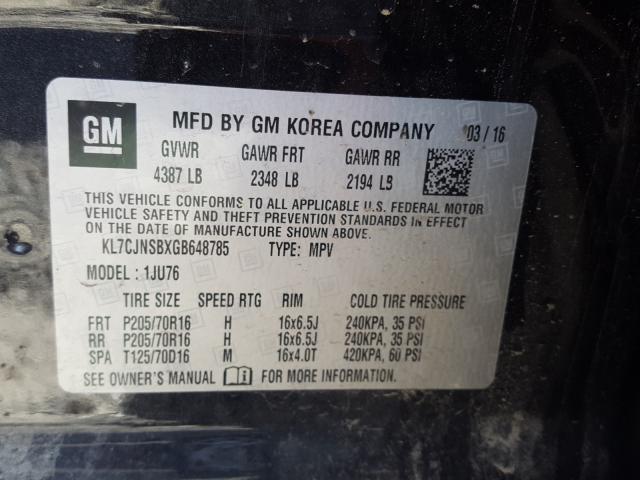 GM MFD BY GM KOREA COMPANY 03/16
GVWR GAWR FRT GAWR RR
4387 LB 2348 LB 2194 LB
THIS VEHICLE CONFORMS TO ALL APPLICABLE U.S. FEDERAL MOTOR
VEHICLE SAFETY AND THEFT PREVENTION STANDARDS IN EFFECT
ON THE DATE OF MANUFACTURE SHOWN ABOVE.
KL7CJNSBXGB648785 TYPE: MPV
MODEL: 1JU76
TIRE SIZE SPEED RTG RIM COLD TIRE PRESSURE
FRT P205/70R16 H 16x6.5J 240KPA, 35 PSI
RR P205/70R16 H 16x6.5J 240KPA, 35 PSI
SPA T125/70D16 M 16x4.0T 420KPA, 60 PSI
SEE OWNER'S MANUAL FOR MORE INFORMATION.